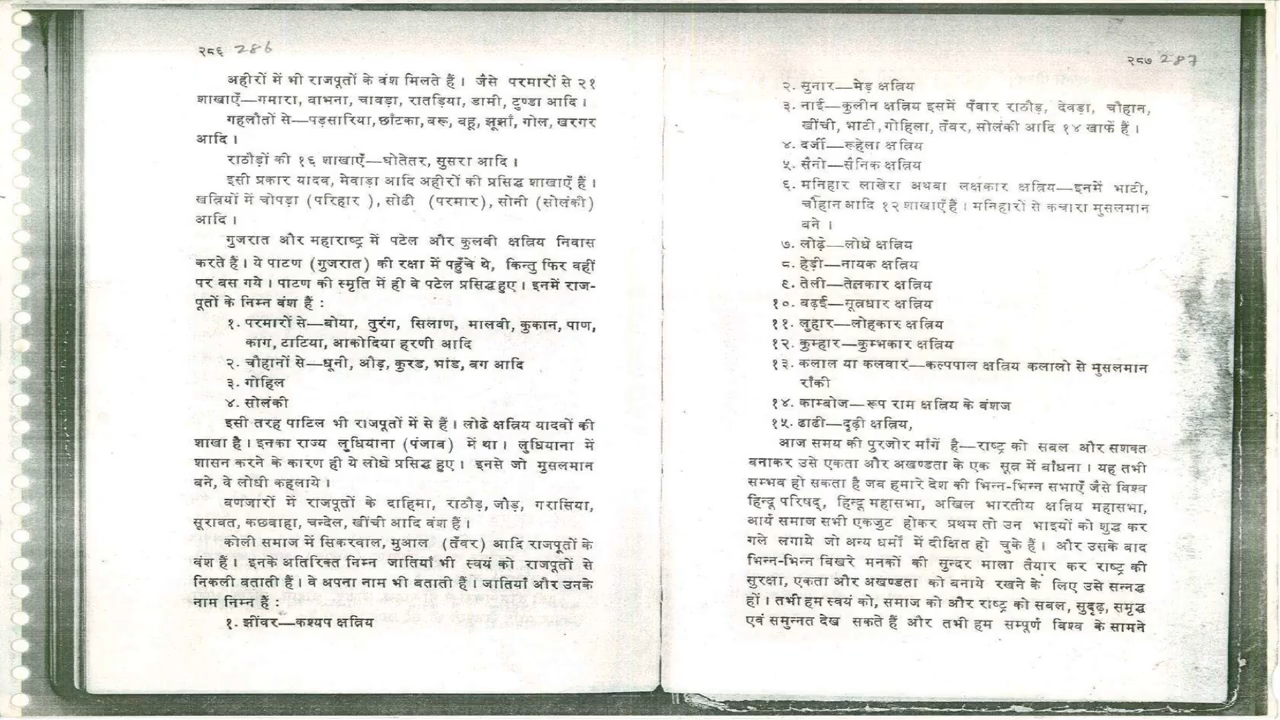 २८६ 286
अहीरों में भी राजपूतों के वंश मिलते हैं। जैसे परमारों से २१
शाखाएँ—गमारा, बाभना, चावड़ा, रातड़िया, डामी, टुण्डा आदि।
गहलौतों से—पड़सारिया, छाँटका, वरू, वहू, झूझाँ, गोल, खरगर
आदि।
राठौड़ों की १६ शाखाएँ—घोतेतर, सुसरा आदि।
इसी प्रकार यादव, मेवाड़ा आदि अहीरों की प्रसिद्ध शाखाएँ हैं।
खत्रियों में चोपड़ा (परिहार), सोढी (परमार), सोनी (सोलंकी)
आदि।
गुजरात और महाराष्ट्र में पटेल और कुलवी क्षत्रिय निवास
करते हैं। ये पाटण (गुजरात) की रक्षा में पहुँचे थे, किन्तु फिर वहीं
पर बस गये। पाटण की स्मृति में ही वे पटेल प्रसिद्ध हुए। इनमें राज-
पूतों के निम्न वंश हैं :
१. परमारों से—बोया, तुरंग, सिलाण, मालवी, कुकान, पाण,
काग, टाटिया, आकोदिया हरणी आदि
२. चौहानों से—धूनी, औड़, कुरड, भांड, बग आदि
३. गोहिल
४. सोलंकी
इसी तरह पाटिल भी राजपूतों में से हैं। लोढे क्षत्रिय यादवों की
शाखा है। इनका राज्य लुधियाना (पंजाब) में था। लुधियाना में
शासन करने के कारण ही ये लोधे प्रसिद्ध हुए। इनसे जो मुसलमान
बने, वे लोधी कहलाये।
बणजारों में राजपूतों के दाहिमा, राठौड़, जौड़, गरासिया,
सूरावत, कछवाहा, चन्देल, खींची आदि वंश हैं।
कोली समाज में सिकरवाल, मुआल (तँवर) आदि राजपूतों के
वंश हैं। इनके अतिरिक्त निम्न जातियाँ भी स्वयं को राजपूतों से
निकली बताती हैं। वे अपना नाम भी बताती हैं। जातियाँ और उनके
नाम निम्न हैं :
१. झींवर—कश्यप क्षत्रिय
२८७ 287
२. सुनार—मेड़ क्षत्रिय
३. नाई—कुलीन क्षत्रिय इसमें पँवार राठौड़, देवड़ा, चौहान,
खींची, भाटी, गोहिला, तँवर, सोलंकी आदि १४ खाफें हैं।
४. दर्जी—रूहेला क्षत्रिय
५. सैनी—सैनिक क्षत्रिय
६. मनिहार लाखेरा अथवा लक्षकार क्षत्रिय—इनमें भाटी,
चौहान आदि १२ शाखाएँ हैं। मनिहारों से कचारा मुसलमान
बने।
७. लोढ़े—लोधे क्षत्रिय
८. हेड़ी—नायक क्षत्रिय
९. तेली—तेलकार क्षत्रिय
१०. बढ़ई—सूत्रधार क्षत्रिय
११. लुहार—लोहकार क्षत्रिय
१२. कुम्हार—कुम्भकार क्षत्रिय
१३. कलाल या कलवार—कल्पपाल क्षत्रिय कलालो से मुसलमान
राँकी
१४. काम्बोज—रूप राम क्षत्रिय के वंशज
१५. ढाढी—दुढ़ी क्षत्रिय,
आज समय की पुरजोर माँगें है—राष्ट्र को सबल और सशक्त
बनाकर उसे एकता और अखण्डता के एक सूत्र में बाँधना। यह तभी
सम्भव हो सकता है जब हमारे देश की भिन्न-भिन्न सभाएँ जैसे विश्व
हिन्दू परिषद्, हिन्दू महासभा, अखिल भारतीय क्षत्रिय महासभा,
आर्य समाज सभी एकजुट होकर प्रथम तो उन भाइयों को शुद्ध कर
गले लगाये जो अन्य धर्मों में दीक्षित हो चुके हैं। और उसके बाद
भिन्न-भिन्न बिखरे मनकों की सुन्दर माला तैयार कर राष्ट्र की
सुरक्षा, एकता और अखण्डता को बनाये रखने के लिए उसे सन्नद्ध
हों। तभी हम स्वयं को, समाज को और राष्ट्र को सबल, सुदृढ़, समृद्ध
एवं समुन्नत देख सकते हैं और तभी हम सम्पूर्ण विश्व के सामने